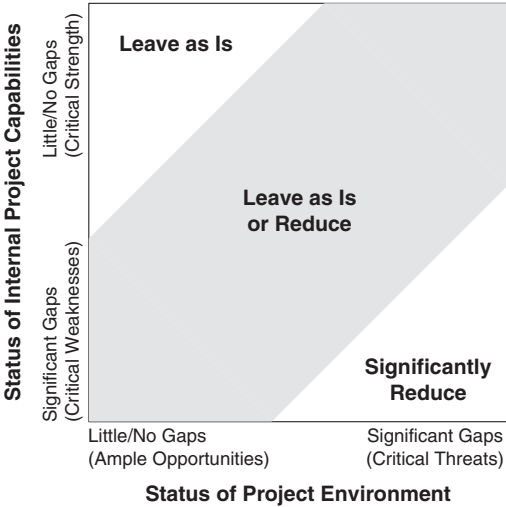 Status of Internal Project Capabilities
Little/No Gaps
(Critical Strength)
Significant Gaps
(Critical Weaknesses)
Leave as Is
Leave as Is
or Reduce
Significantly
Reduce
Little/No Gaps
(Ample Opportunities)
Significant Gaps
(Critical Threats)
Status of Project Environment